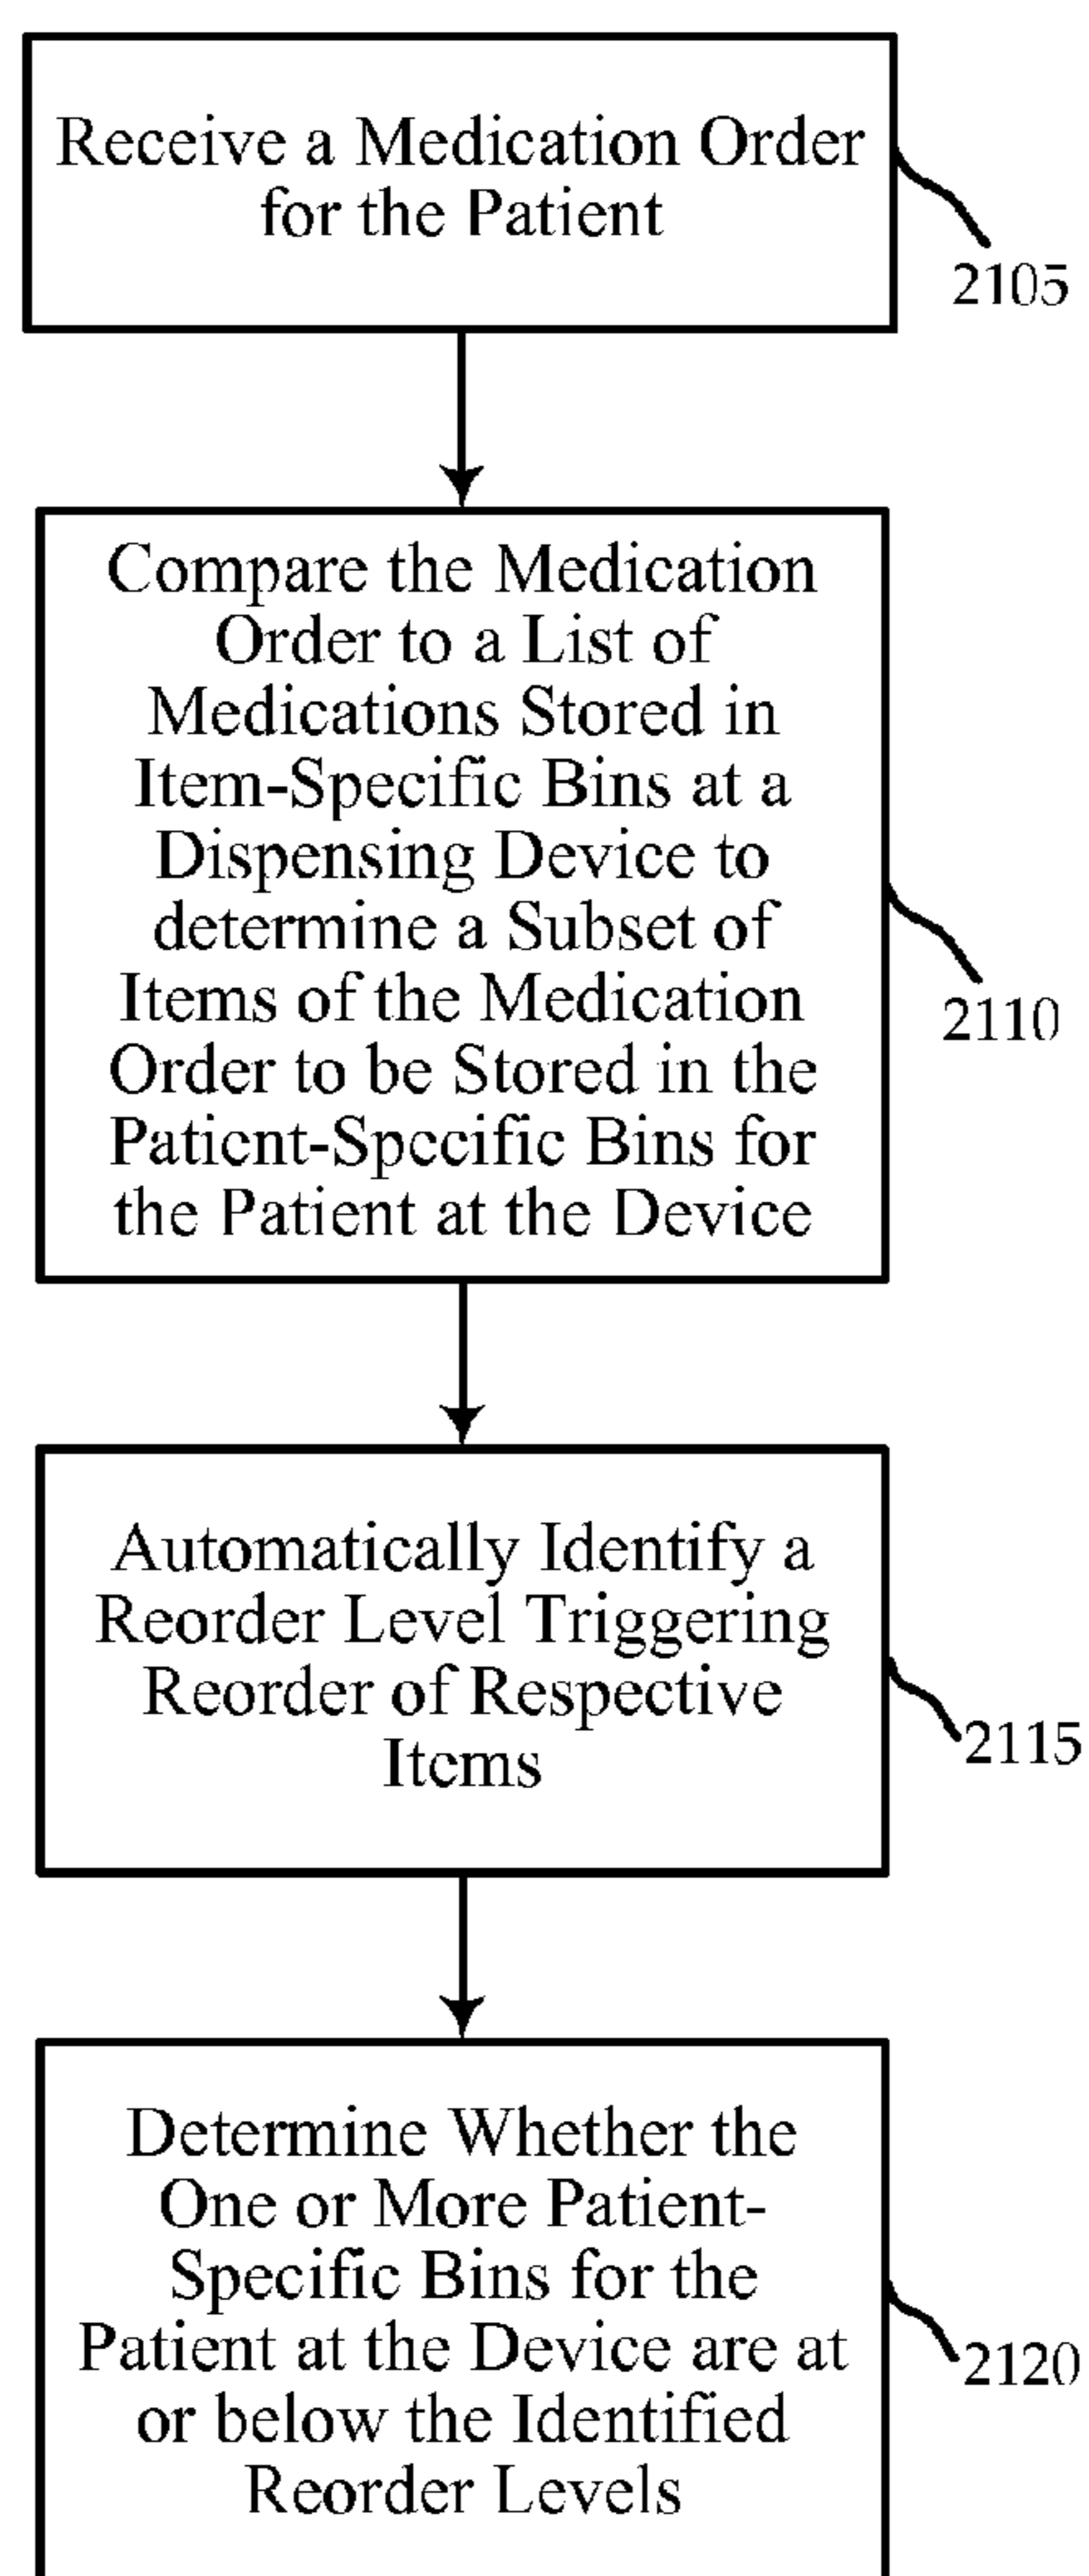 Receive a Medication Order
for the Patient
2105
Compare the Medication
Order to a List of
Medications Stored in
Item-Specific Bins at a
Dispensing Device to
determine a Subset of
Items of the Medication
Order to be Stored in the
Patient-Specific Bins for
the Patient at the Device
2110
Automatically Identify a
Reorder Level Triggering
Reorder of Respective
Items
2115
Determine Whether the
One or More Patient-
Specific Bins for the
Patient at the Device are at
or below the Identified
Reorder Levels
2120